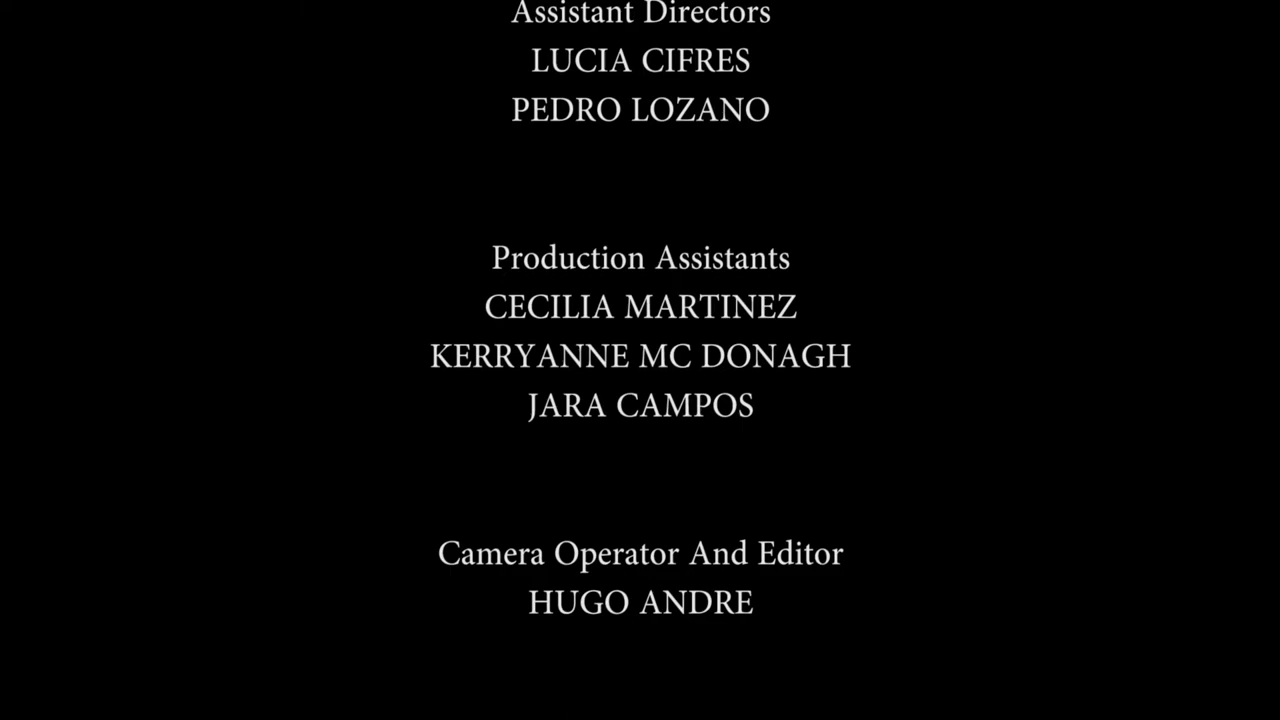 Assistant Directors
LUCIA CIFRES
PEDRO LOZANO
Production Assistants
CECILIA MARTINEZ
KERRYANNE MC DONAGH
JARA CAMPOS
Camera Operator And Editor
HUGO ANDRE